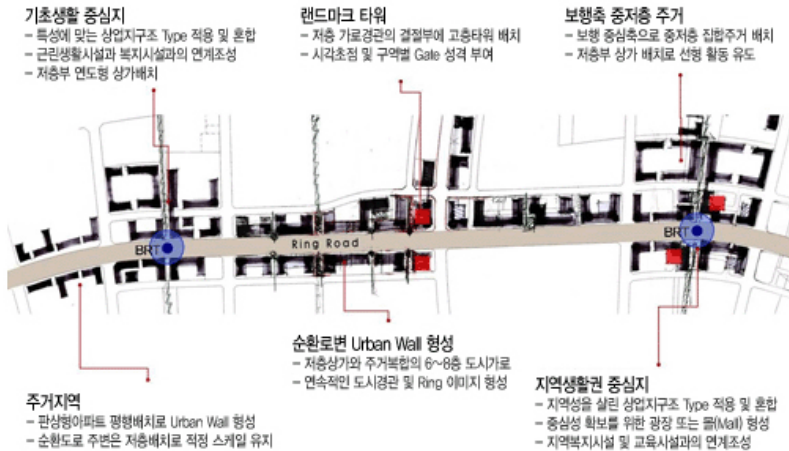 기초생활 중심지
- 특성에 맞는 상업지구조 Type 적용 및 혼합
- 근린생활시설과 복지시설과의 연계조성
- 저층부 연도형 상가배치
랜드마크 타워
- 저층 가로경관의 결절부에 고층타워 배치
- 시각초점 및 구역별 Gate 성격 부여
보행축 중저층 주거
- 보행 중심축으로 중저층 집합주거 배치
- 저층부 상가 배치로 선형 활동 유도
BRT
Ring Road
BRT
순환로변 Urban Wall 형성
- 저층상가와 주거복합의 6~8층 도시가로
- 연속적인 도시경관 및 Ring 이미지 형성
주거지역
- 판상형아파트 평행배치로 Urban Wall 형성
- 순환도로 주변은 저층배치로 적정 스케일 유지
지역생활권 중심지
- 지역성을 살린 상업지구조 Type 적용 및 혼합
- 중심성 확보를 위한 광장 또는 몰(Mall) 형성
- 지역복지시설 및 교육시설과의 연계조성